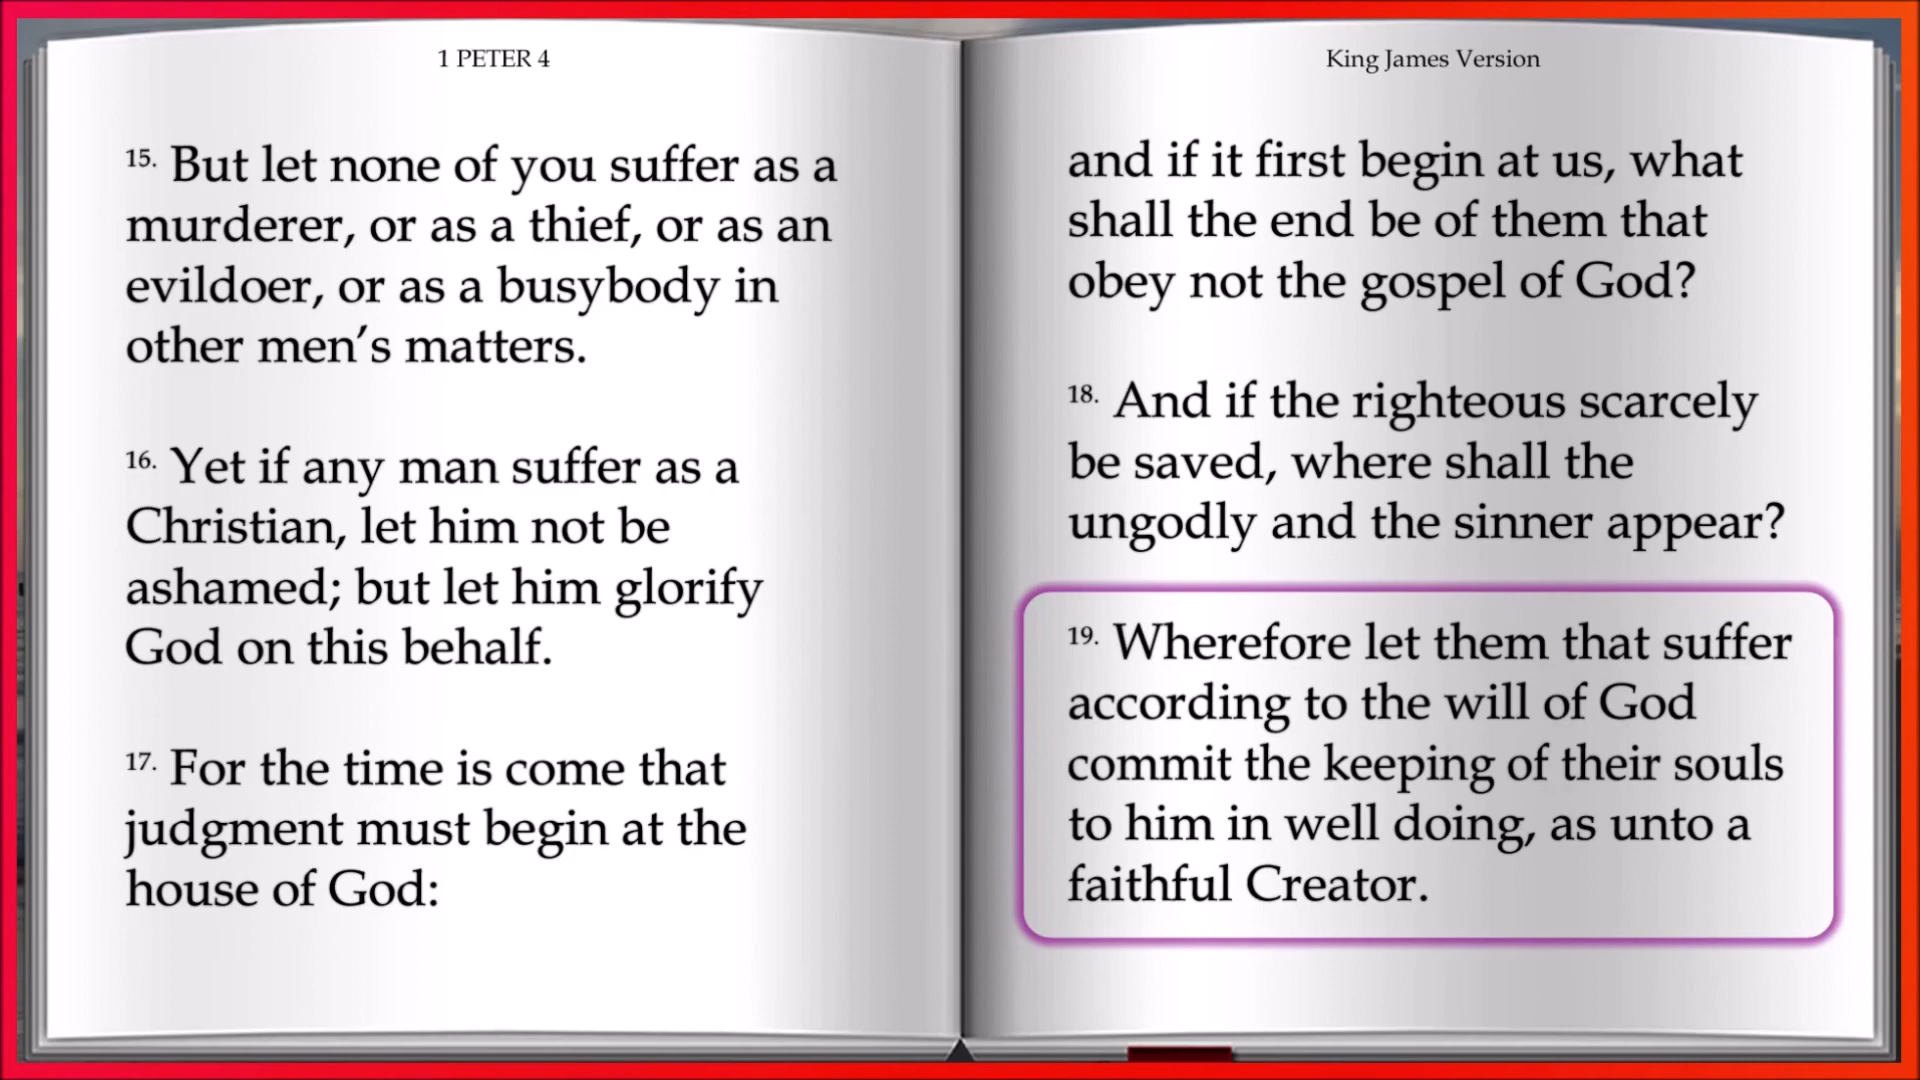 1 PETER 4
15. But let none of you suffer as a
murderer, or as a thief, or as an
evildoer, or as a busybody in
other men’s matters.
16. Yet if any man suffer as a
Christian, let him not be
ashamed; but let him glorify
God on this behalf.
17. For the time is come that
judgment must begin at the
house of God:
King James Version
and if it first begin at us, what
shall the end be of them that
obey not the gospel of God?
18. And if the righteous scarcely
be saved, where shall the
ungodly and the sinner appear?
19. Wherefore let them that suffer
according to the will of God
commit the keeping of their souls
to him in well doing, as unto a
faithful Creator.